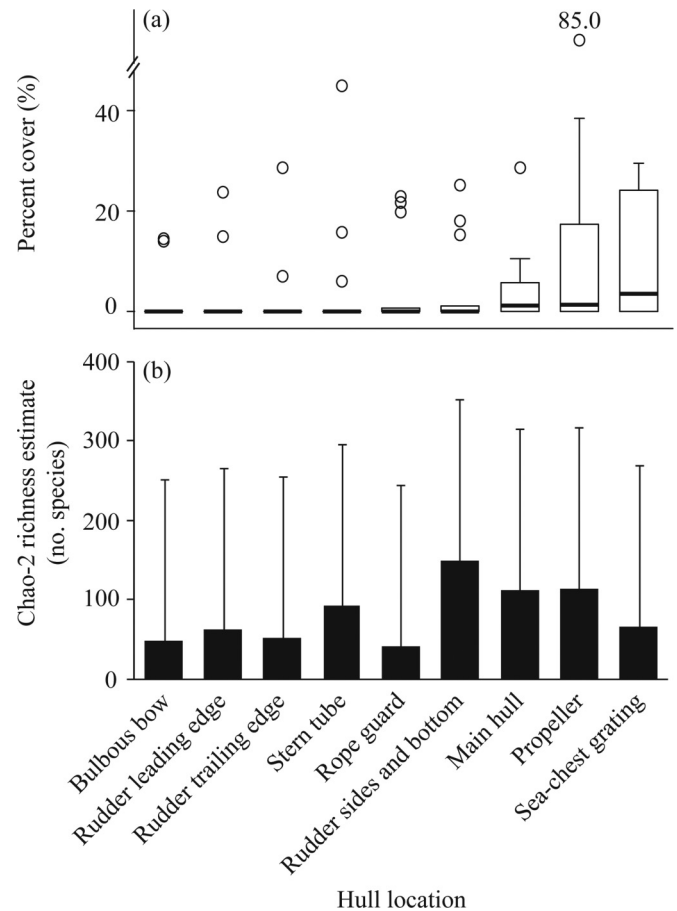 (a)
85.0
Percent cover (%)
40
20
0
(b)
Chao-2 richness estimate
(no. species)
400
300
200
100
0
Bulbous bow
Rudder leading edge
Rudder trailing edge
Stern tube
Rope guard
Rudder sides and bottom
Main hull
Propeller
Sea-chest grating
Hull location